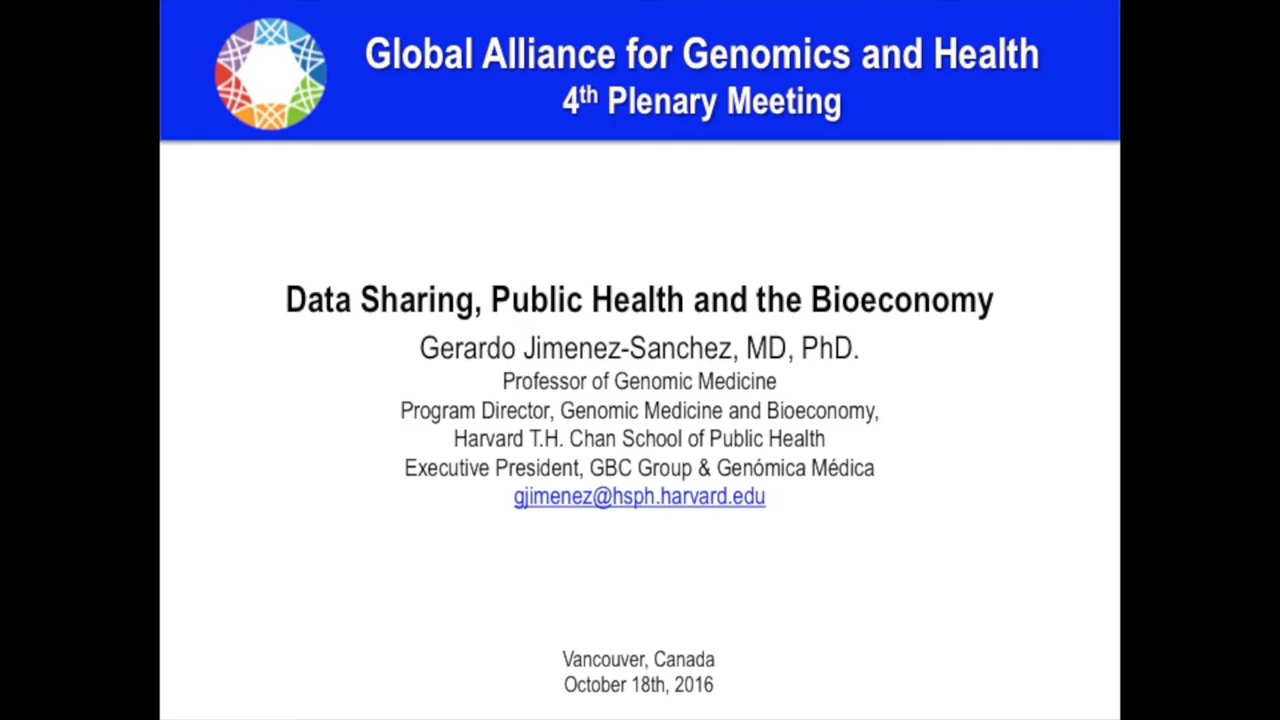 Global Alliance for Genomics and Health
4th Plenary Meeting
Data Sharing, Public Health and the Bioeconomy
Gerardo Jimenez-Sanchez, MD, PhD.
Professor of Genomic Medicine
Program Director, Genomic Medicine and Bioeconomy,
Harvard T.H. Chan School of Public Health
Executive President, GBC Group & Genómica Médica
gjimenez@hsph.harvard.edu
Vancouver, Canada
October 18th, 2016